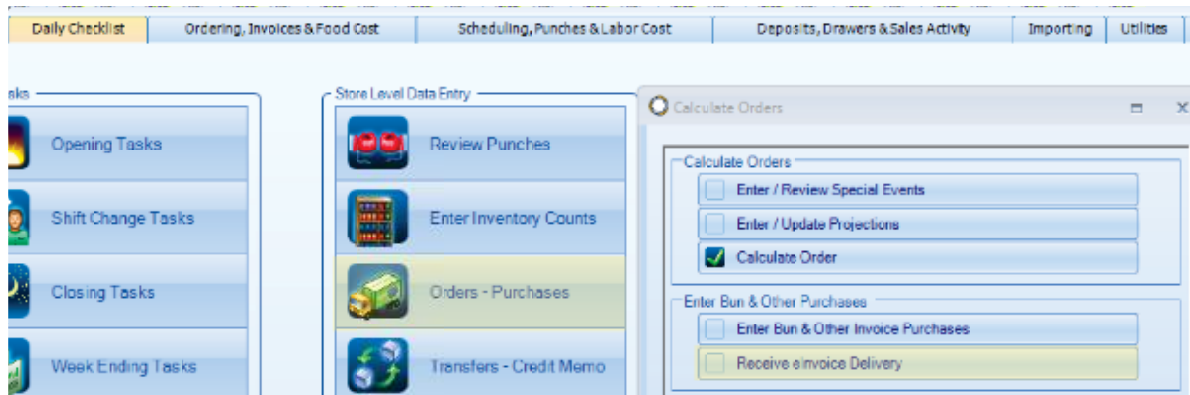 Daily Checklist
Ordering, Invoices & Food Cost
Scheduling, Punches & Labor Cost
Deposits, Drawers & Sales Activity
Importing
Utilities
sks
Opening Tasks
Shift Change Tasks
Closing Tasks
Week Ending Tasks
Store Level Data Entry
Review Punches
Enter Inventory Counts
Orders - Purchases
Transfers - Credit Memo
Calculate Orders
Calculate Orders
Enter / Review Special Events
Enter / Update Projections
Calculate Order
Enter Bun & Other Purchases
Enter Bun & Other Invoice Purchases
Receive eInvoice Delivery